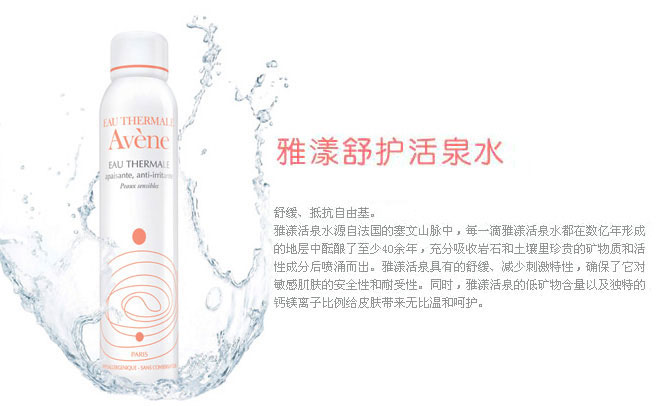 EAU THERMALE
Avène
EAU THERMALE
apaisante, anti-irritante
Peaux sensibles
PARIS
雅漾舒护活泉水
舒缓、抵抗自由基。
雅漾活泉水源自法国的塞文山脉中，每一滴雅漾活泉水都在数亿年形成
的地层中酝酿了至少40余年，充分吸收岩石和土壤里珍贵的矿物质和活
性成分后喷涌而出。雅漾活泉具有的舒缓、减少刺激特性，确保了它对
敏感肌肤的安全性和耐受性。同时，雅漾活泉的低矿物含量以及独特的
钙镁离子比例给皮肤带来无比温和呵护。